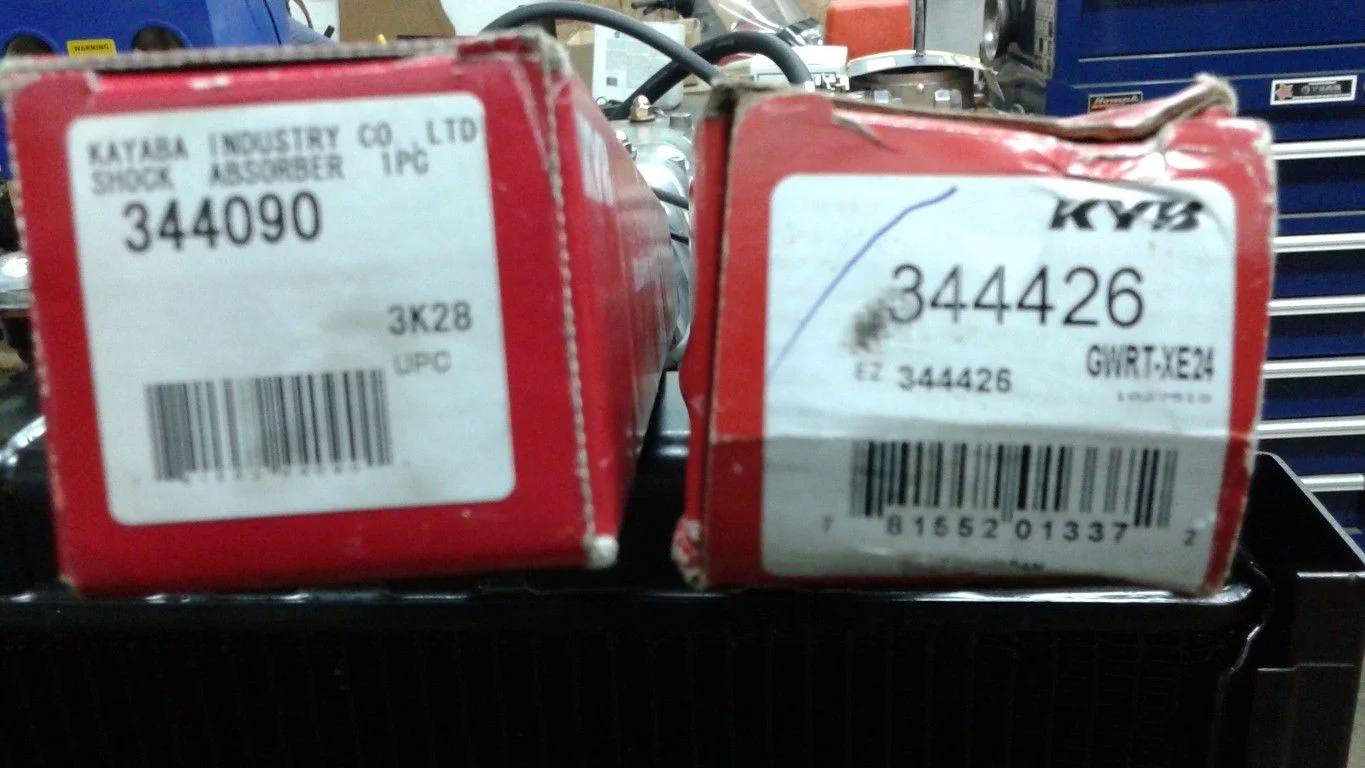 WARNING
KAYABA INDUSTRY CO.,LTD
SHOCK ABSORBER 1PC
344090
3K28
UPC
KYB
344426
GWRT-XE24
EZ 344426
7 81552 01337 2